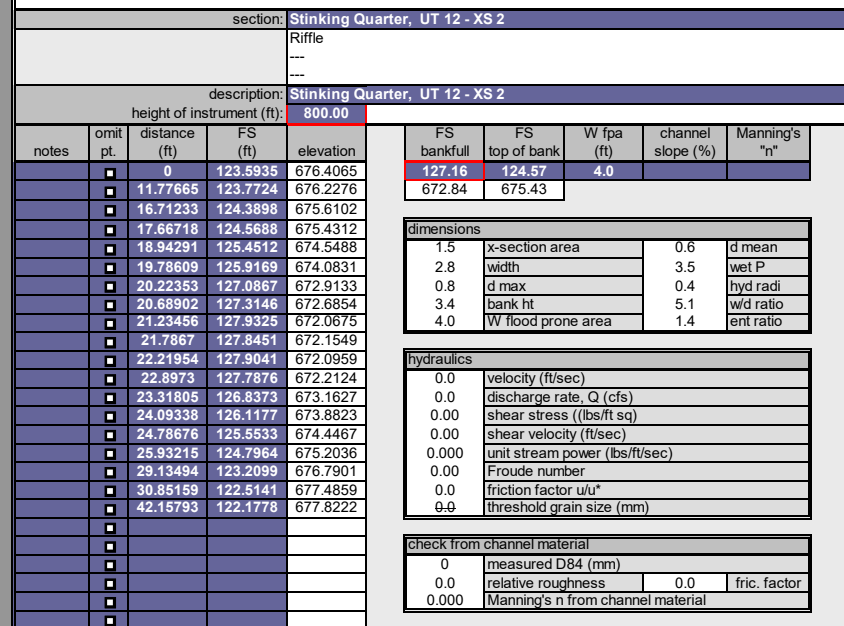 section: Stinking Quarter, UT 12 - XS 2
Riffle
---
---
description: Stinking Quarter, UT 12 - XS 2
height of instrument (ft): 800.00
omit distance FS FS FS W fpa channel Manning's
notes pt. (ft) (ft) elevation bankfull top of bank (ft) slope (%) "n"
0 123.5935 676.4065 127.16 124.57 4.0
11.77665 123.7724 676.2276 672.84 675.43
16.71233 124.3898 675.6102
17.66718 124.5688 675.4312 dimensions
18.94291 125.4512 674.5488 1.5 x-section area 0.6 d mean
19.78609 125.9169 674.0831 2.8 width 3.5 wet P
20.22353 127.0867 672.9133 0.8 d max 0.4 hyd radi
20.68902 127.3146 672.6854 3.4 bank ht 5.1 w/d ratio
21.23456 127.9325 672.0675 4.0 W flood prone area 1.4 ent ratio
21.7867 127.8451 672.1549
22.21954 127.9041 672.0959 hydraulics
22.8973 127.7876 672.2124 0.0 velocity (ft/sec)
23.31805 126.8373 673.1627 0.0 discharge rate, Q (cfs)
24.09338 126.1177 673.8823 0.00 shear stress ((lbs/ft sq)
24.78676 125.5533 674.4467 0.00 shear velocity (ft/sec)
25.93215 124.7964 675.2036 0.000 unit stream power (lbs/ft/sec)
29.13494 123.2099 676.7901 0.00 Froude number
30.85159 122.5141 677.4859 0.0 friction factor u/u*
42.15793 122.1778 677.8222 0.0 threshold grain size (mm)
check from channel material
0 measured D84 (mm)
0.0 relative roughness 0.0 fric. factor
0.000 Manning's n from channel material